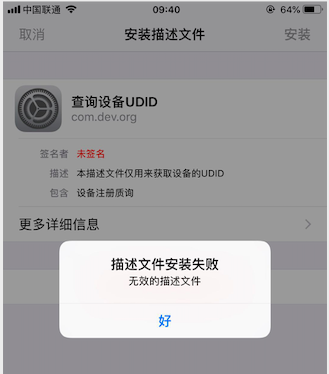 中国联通 09:40 64%
取消 描述文件 安装描述文件 安装
查询设备UDID
com.dev.org
签名者 未签名
描述 本描述文件仅用来获取设备的UDID
包含 设备注册质询
更多详细信息
描述文件安装失败
无效的描述文件
好